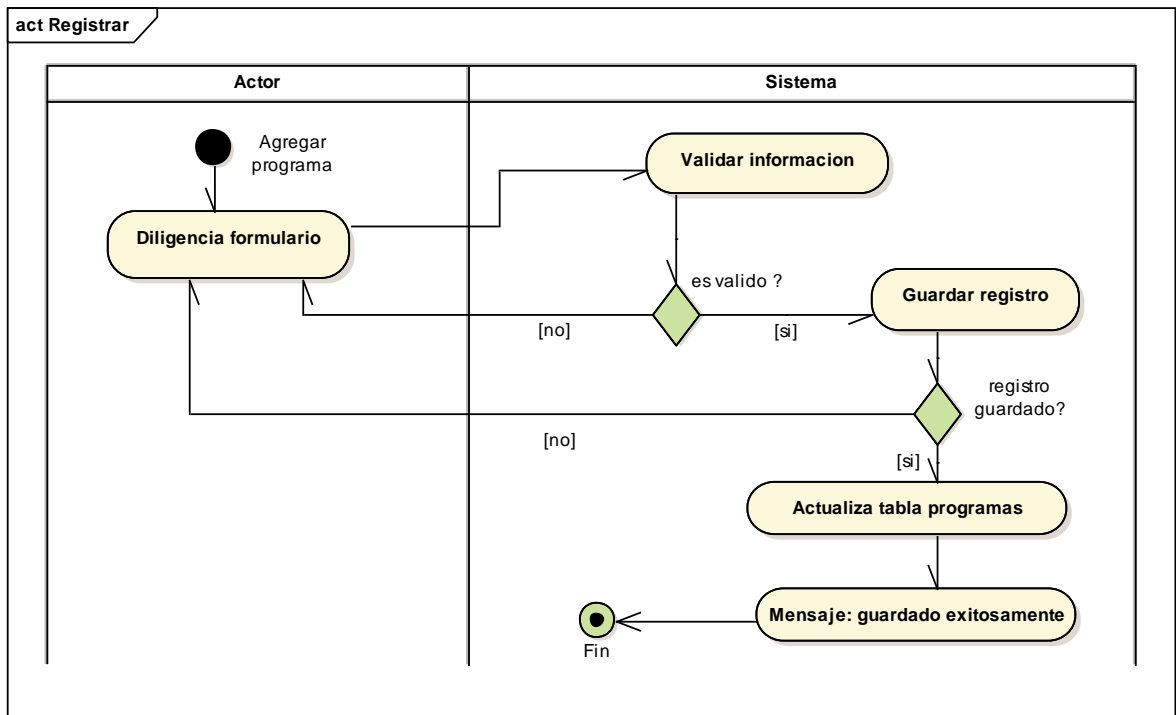 act Registrar
Actor
Sistema
Agregar
programa
Validar informacion
Diligencia formulario
es valido ?
Guardar registro
[no]
[si]
registro
guardado?
[no]
[si]
Actualiza tabla programas
Mensaje: guardado exitosamente
Fin